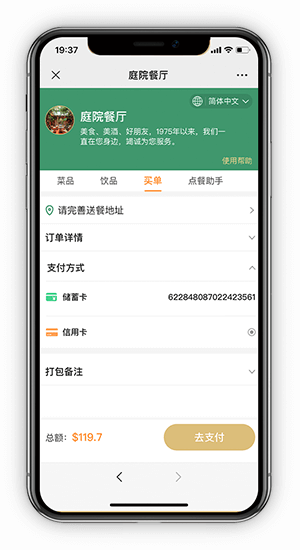 19:37
庭院餐厅
简体中文
庭院餐厅
美食、美酒、好朋友，1975年以来，我们一
直在您身边，竭诚为您服务。
使用帮助
菜品 饮品 买单 点餐助手
请完善送餐地址
订单详情
支付方式
储蓄卡 622848087022423561
信用卡
打包备注
总额：$119.7 去支付